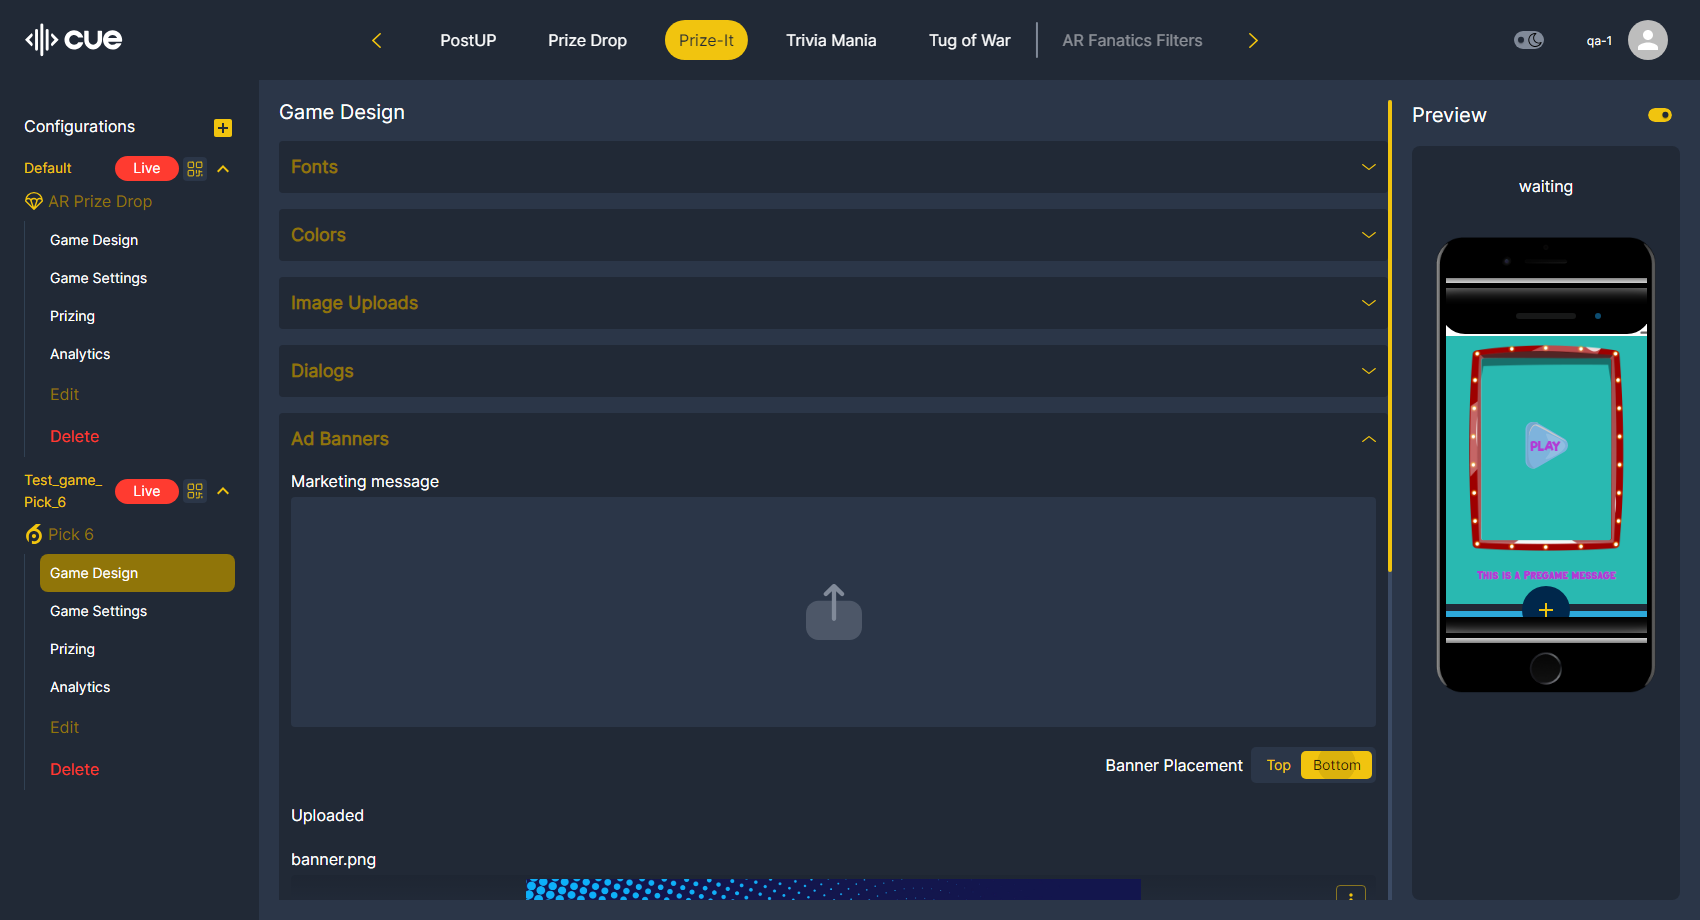 cue
PostUP
Prize Drop
Prize-It
Trivia Mania
Tug of War
AR Fanatics Filters
qa-1
Configurations
Default
Live
AR Prize Drop
Game Design
Game Settings
Prizing
Analytics
Edit
Delete
Test_game_
Pick_6
Live
Pick 6
Game Design
Game Settings
Prizing
Analytics
Edit
Delete
Game Design
Fonts
Colors
Image Uploads
Dialogs
Ad Banners
Marketing message
Banner Placement
Top
Bottom
Uploaded
banner.png
Preview
waiting
PLAY
This is a Pregame message